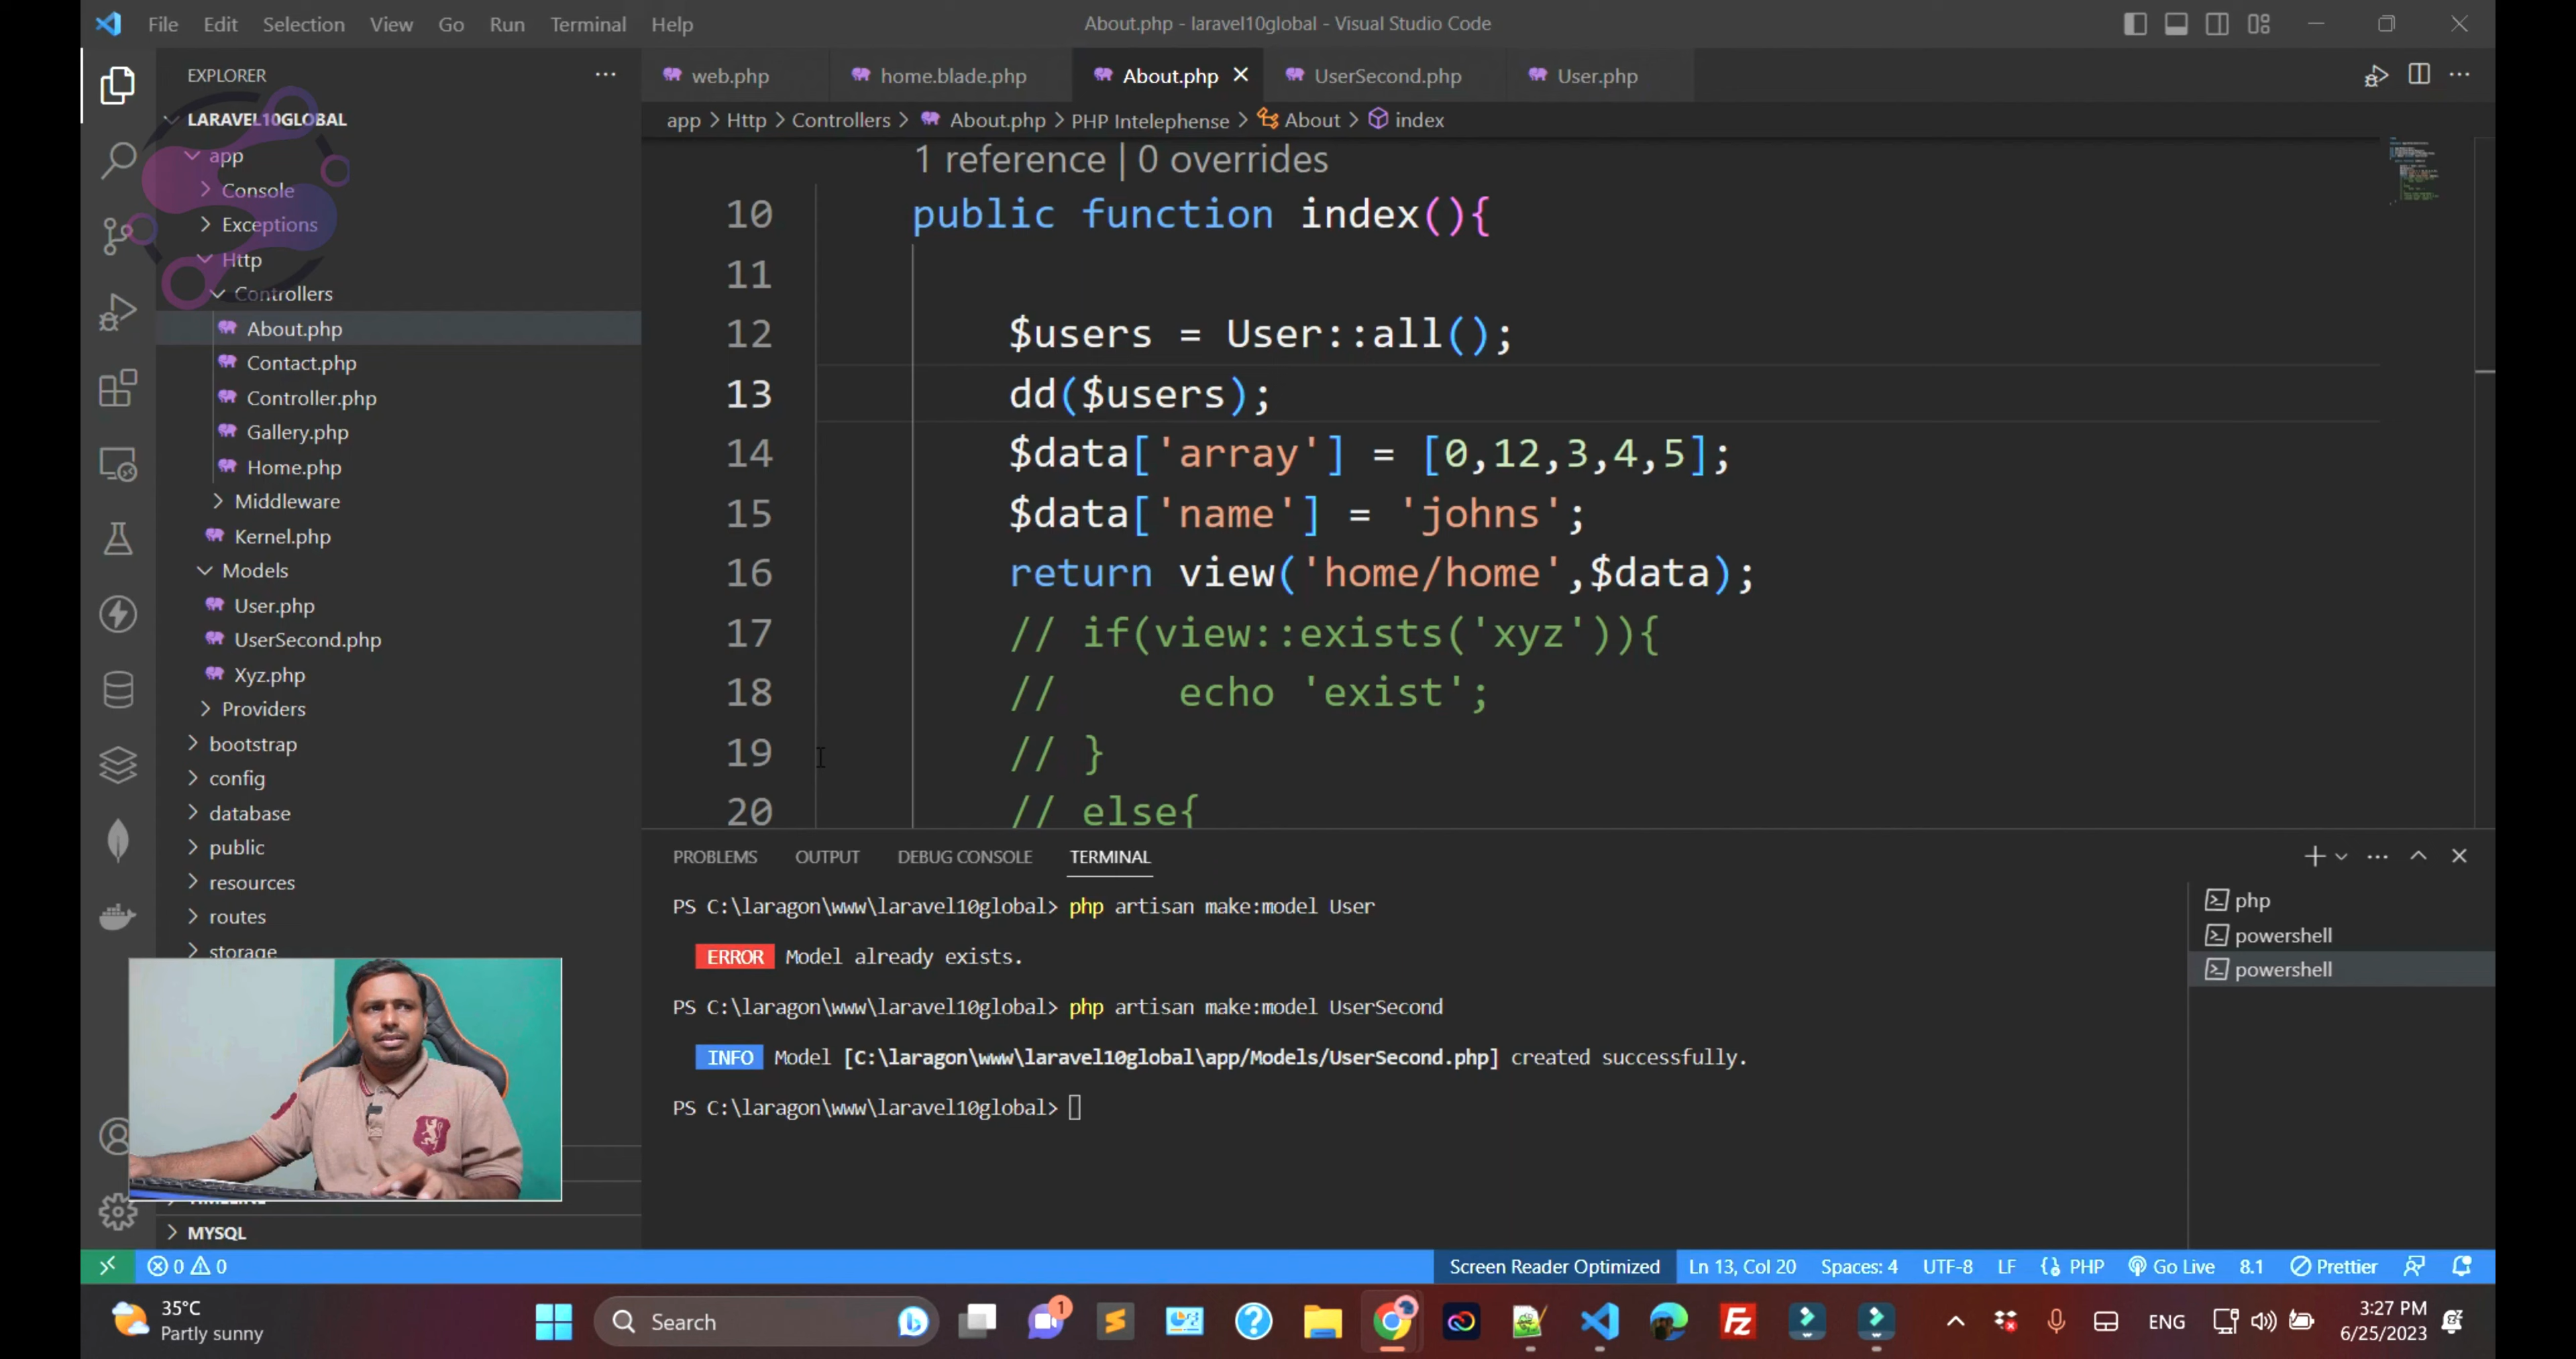 File Edit Selection View Go Run Terminal Help
About.php - laravel10global - Visual Studio Code
EXPLORER
LARAVEL10GLOBAL
app
Console
Exceptions
Http
Controllers
About.php
Contact.php
Controller.php
Gallery.php
Home.php
Middleware
Kernel.php
Models
User.php
UserSecond.php
Xyz.php
Providers
bootstrap
config
database
public
resources
routes
storage
MYSQL
web.php home.blade.php About.php UserSecond.php User.php
app > Http > Controllers > About.php > PHP Intelephense > About > index
1 reference | 0 overrides
10 public function index(){
11
12 $users = User::all();
13 dd($users);
14 $data['array'] = [0,12,3,4,5];
15 $data['name'] = 'johns';
16 return view('home/home',$data);
17 // if(view::exists('xyz')){
18 // echo 'exist';
19 // }
20 // else{
PROBLEMS OUTPUT DEBUG CONSOLE TERMINAL
PS C:\laragon\www\laravel10global> php artisan make:model User
ERROR Model already exists.
PS C:\laragon\www\laravel10global> php artisan make:model UserSecond
INFO Model [C:\laragon\www\laravel10global\app/Models/UserSecond.php] created successfully.
PS C:\laragon\www\laravel10global>
php
powershell
powershell
0 0 Screen Reader Optimized Ln 13, Col 20 Spaces: 4 UTF-8 LF PHP Go Live 8.1 Prettier
35°C
Partly sunny
Search
1
Fz
ENG
3:27 PM
6/25/2023